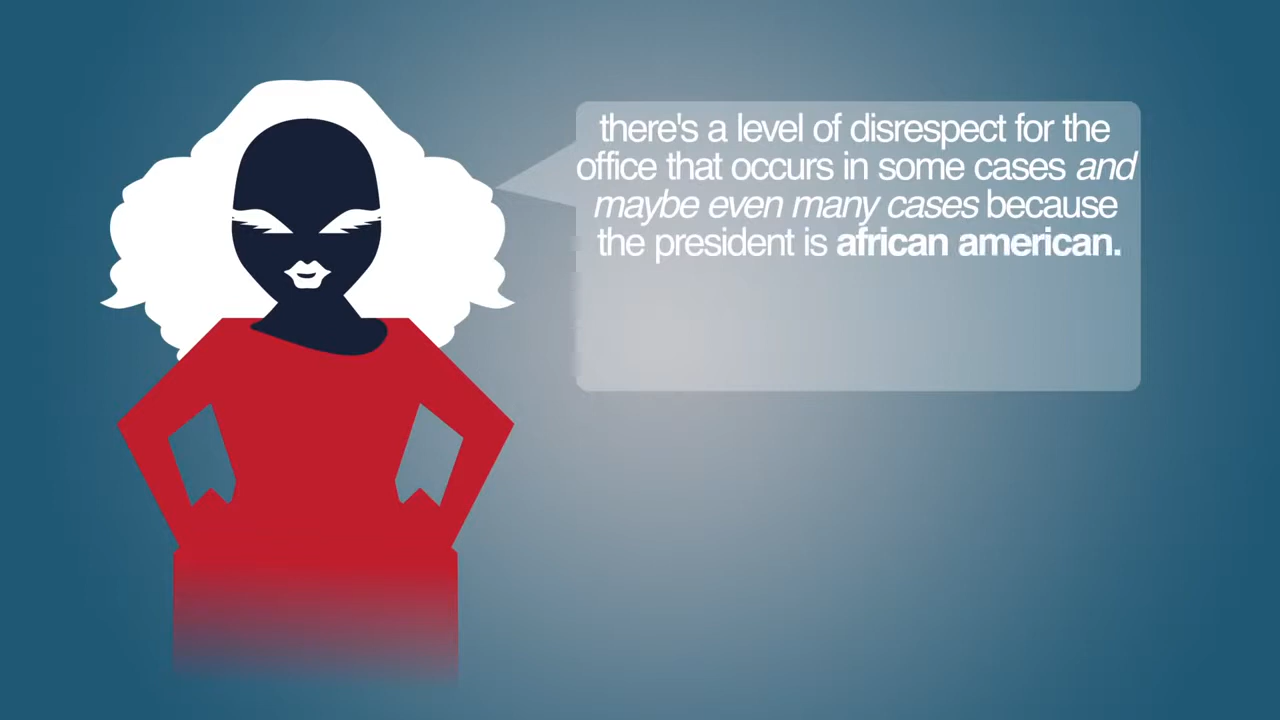 there's a level of disrespect for the
office that occurs in some cases and
maybe even many cases because
the president is african american.